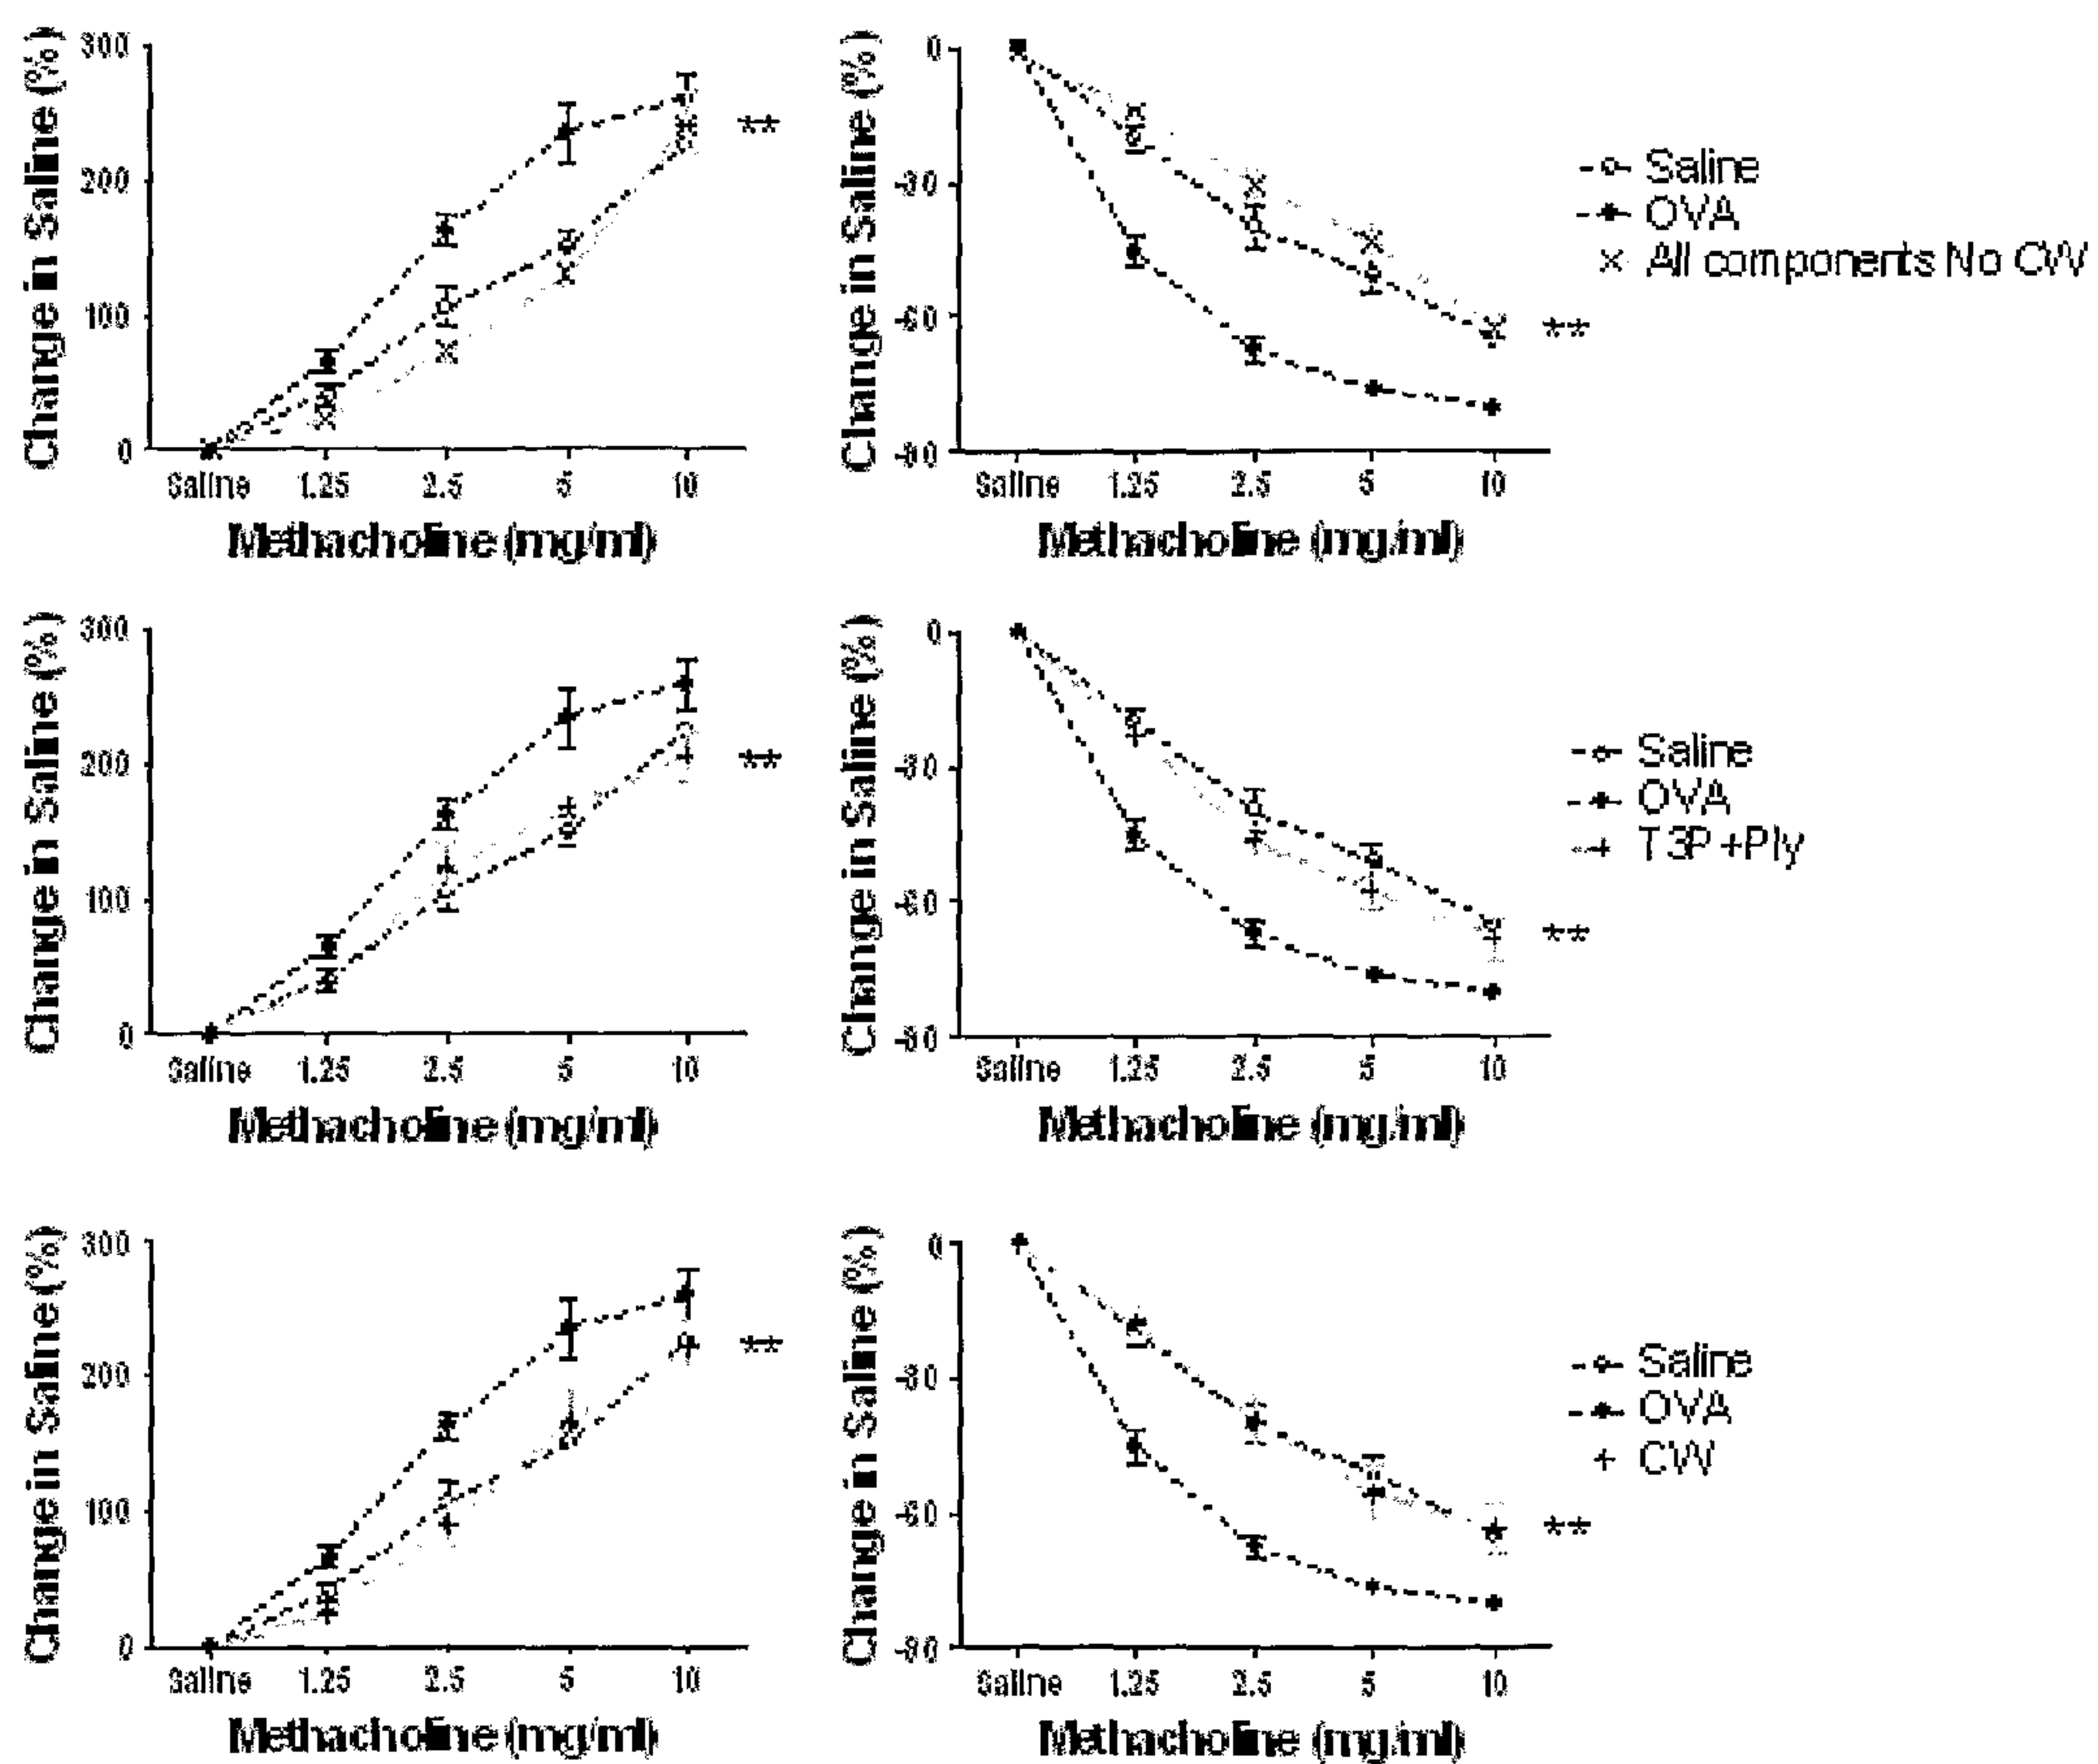 Change in Saline (%)
300
200
100
0
Saline 1.25 2.5 5 10
Methacholine (mg/ml)
**
Change in Saline (%)
0
-30
-60
-90
Saline 1.25 2.5 5 10
Methacholine (mg/ml)
**
Saline
OVA
All components No CW
Change in Saline (%)
300
200
100
0
Saline 1.25 2.5 5 10
Methacholine (mg/ml)
**
Change in Saline (%)
0
-30
-60
-90
Saline 1.25 2.5 5 10
Methacholine (mg/ml)
**
Saline
OVA
T3P+Ply
Change in Saline (%)
300
200
100
0
Saline 1.25 2.5 5 10
Methacholine (mg/ml)
**
Change in Saline (%)
0
-30
-60
-90
Saline 1.25 2.5 5 10
Methacholine (mg/ml)
**
Saline
OVA
CW